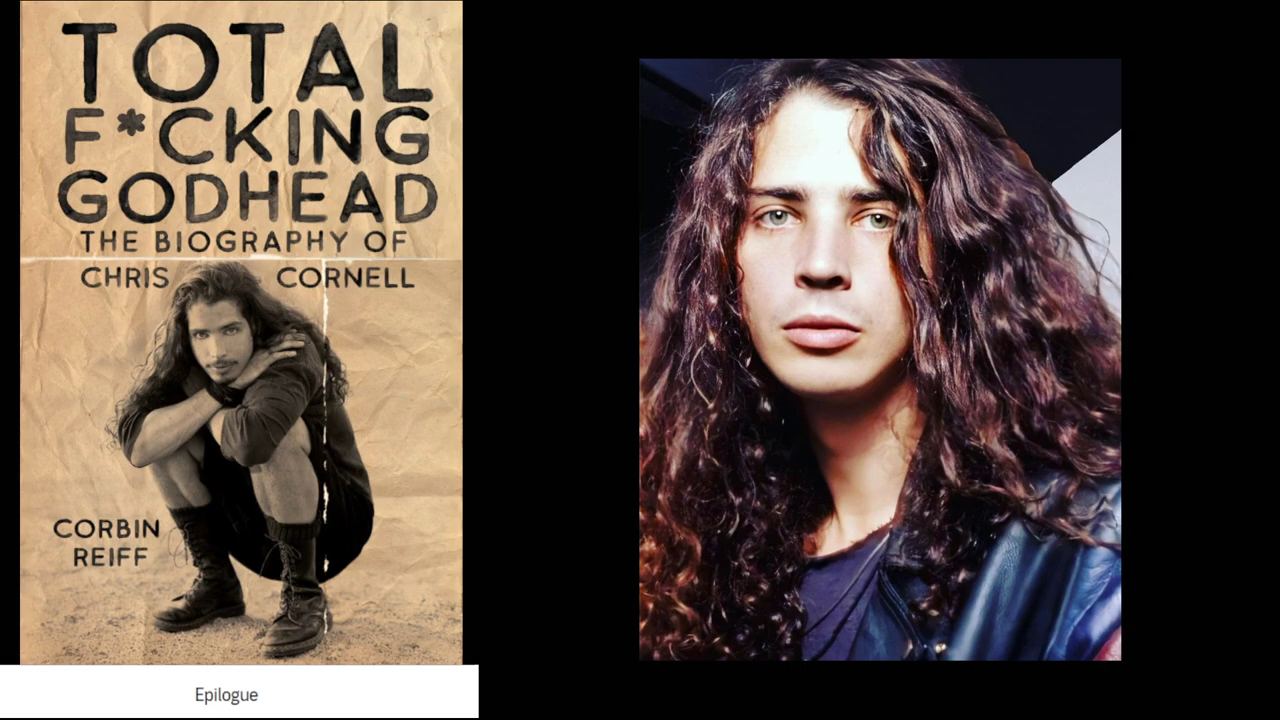 TOTAL
F*CKING
GODHEAD
THE BIOGRAPHY OF
CHRIS CORNELL
CORBIN
REIFF
Epilogue